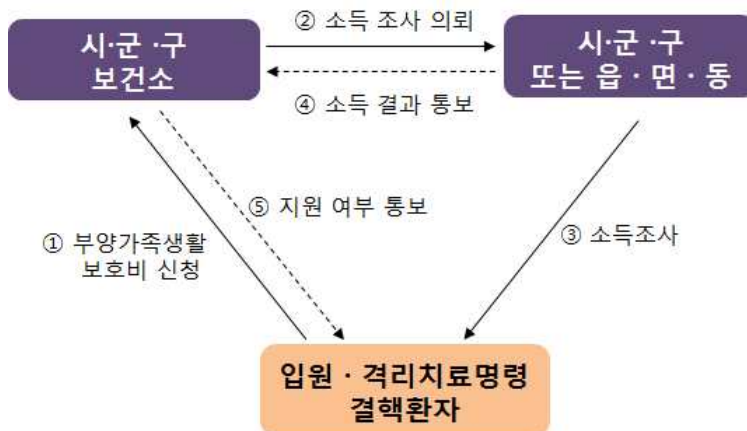 ② 소득 조사 의뢰
시·군 ·구
보건소
시·군 ·구
또는 읍 · 면 · 동
④ 소득 결과 통보
⑤ 지원 여부 통보
① 부양가족생활
보호비 신청
③ 소득조사
입원 · 격리치료명령
결핵환자